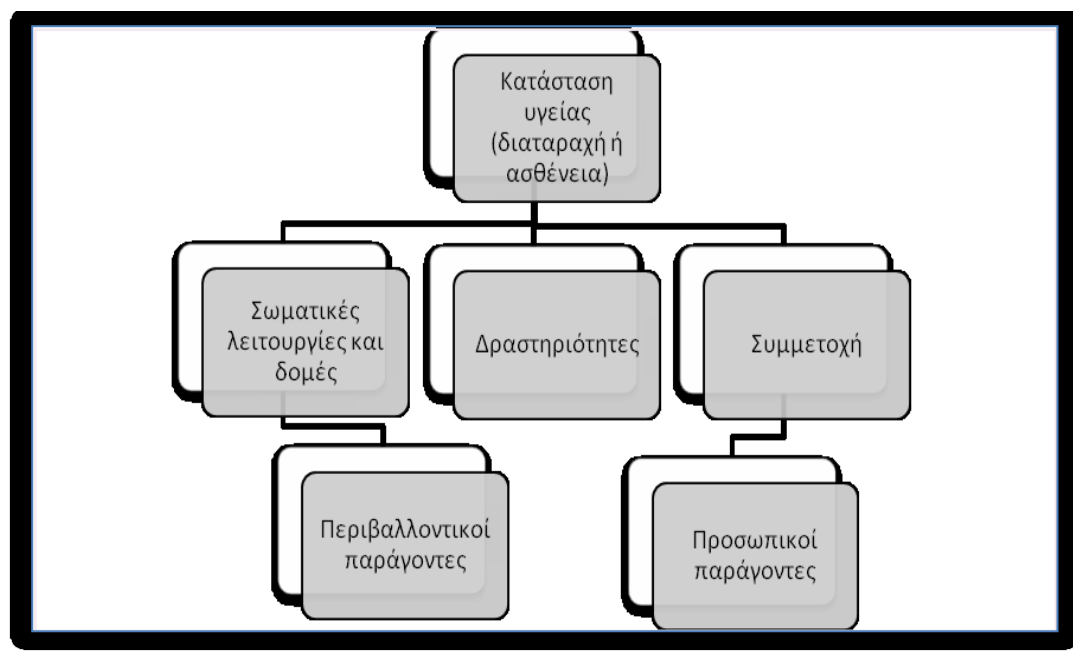 Κατάσταση
υγείας
(διαταραχή ή
ασθένεια)
Σωματικές
λειτουργίες και
δομές
Δραστηριότητες
Συμμετοχή
Περιβαλλοντικοί
παράγοντες
Προσωπικοί
παράγοντες